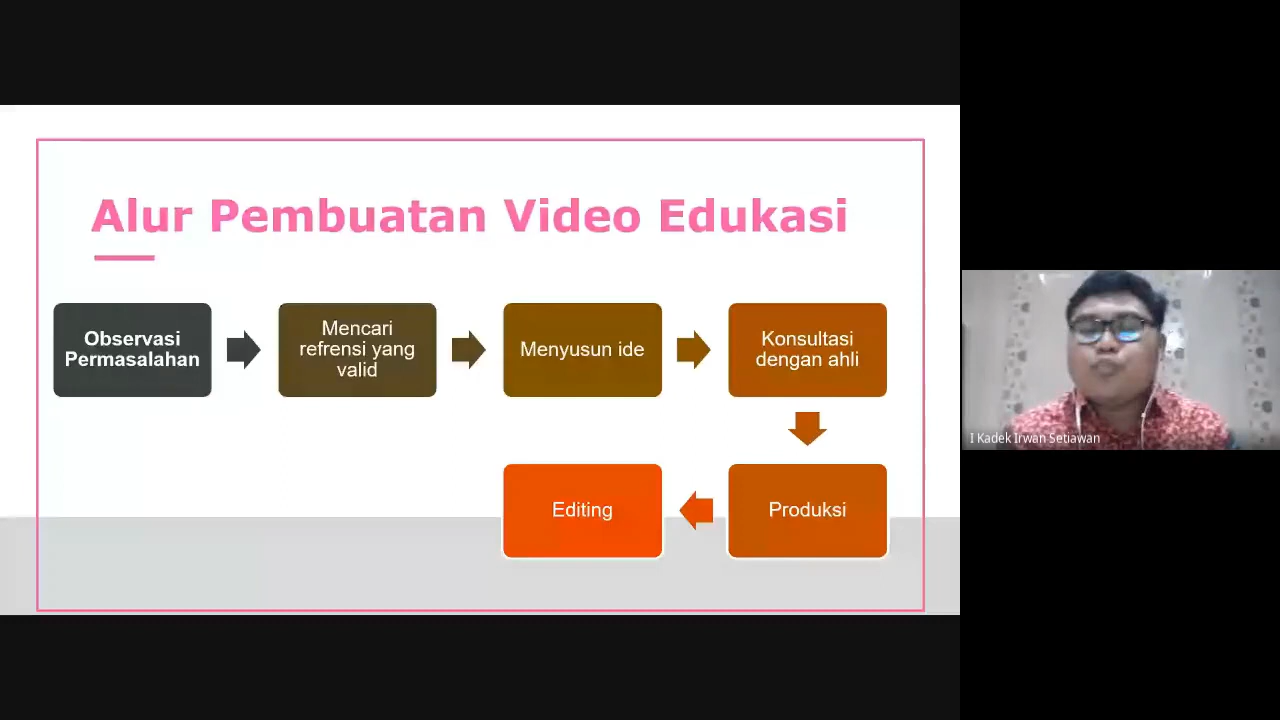 Alur Pembuatan Video Edukasi
Observasi
Permasalahan
Mencari
refrensi yang
valid
Menyusun ide
Konsultasi
dengan ahli
Produksi
Editing
I Kadek Irwan Setiawan